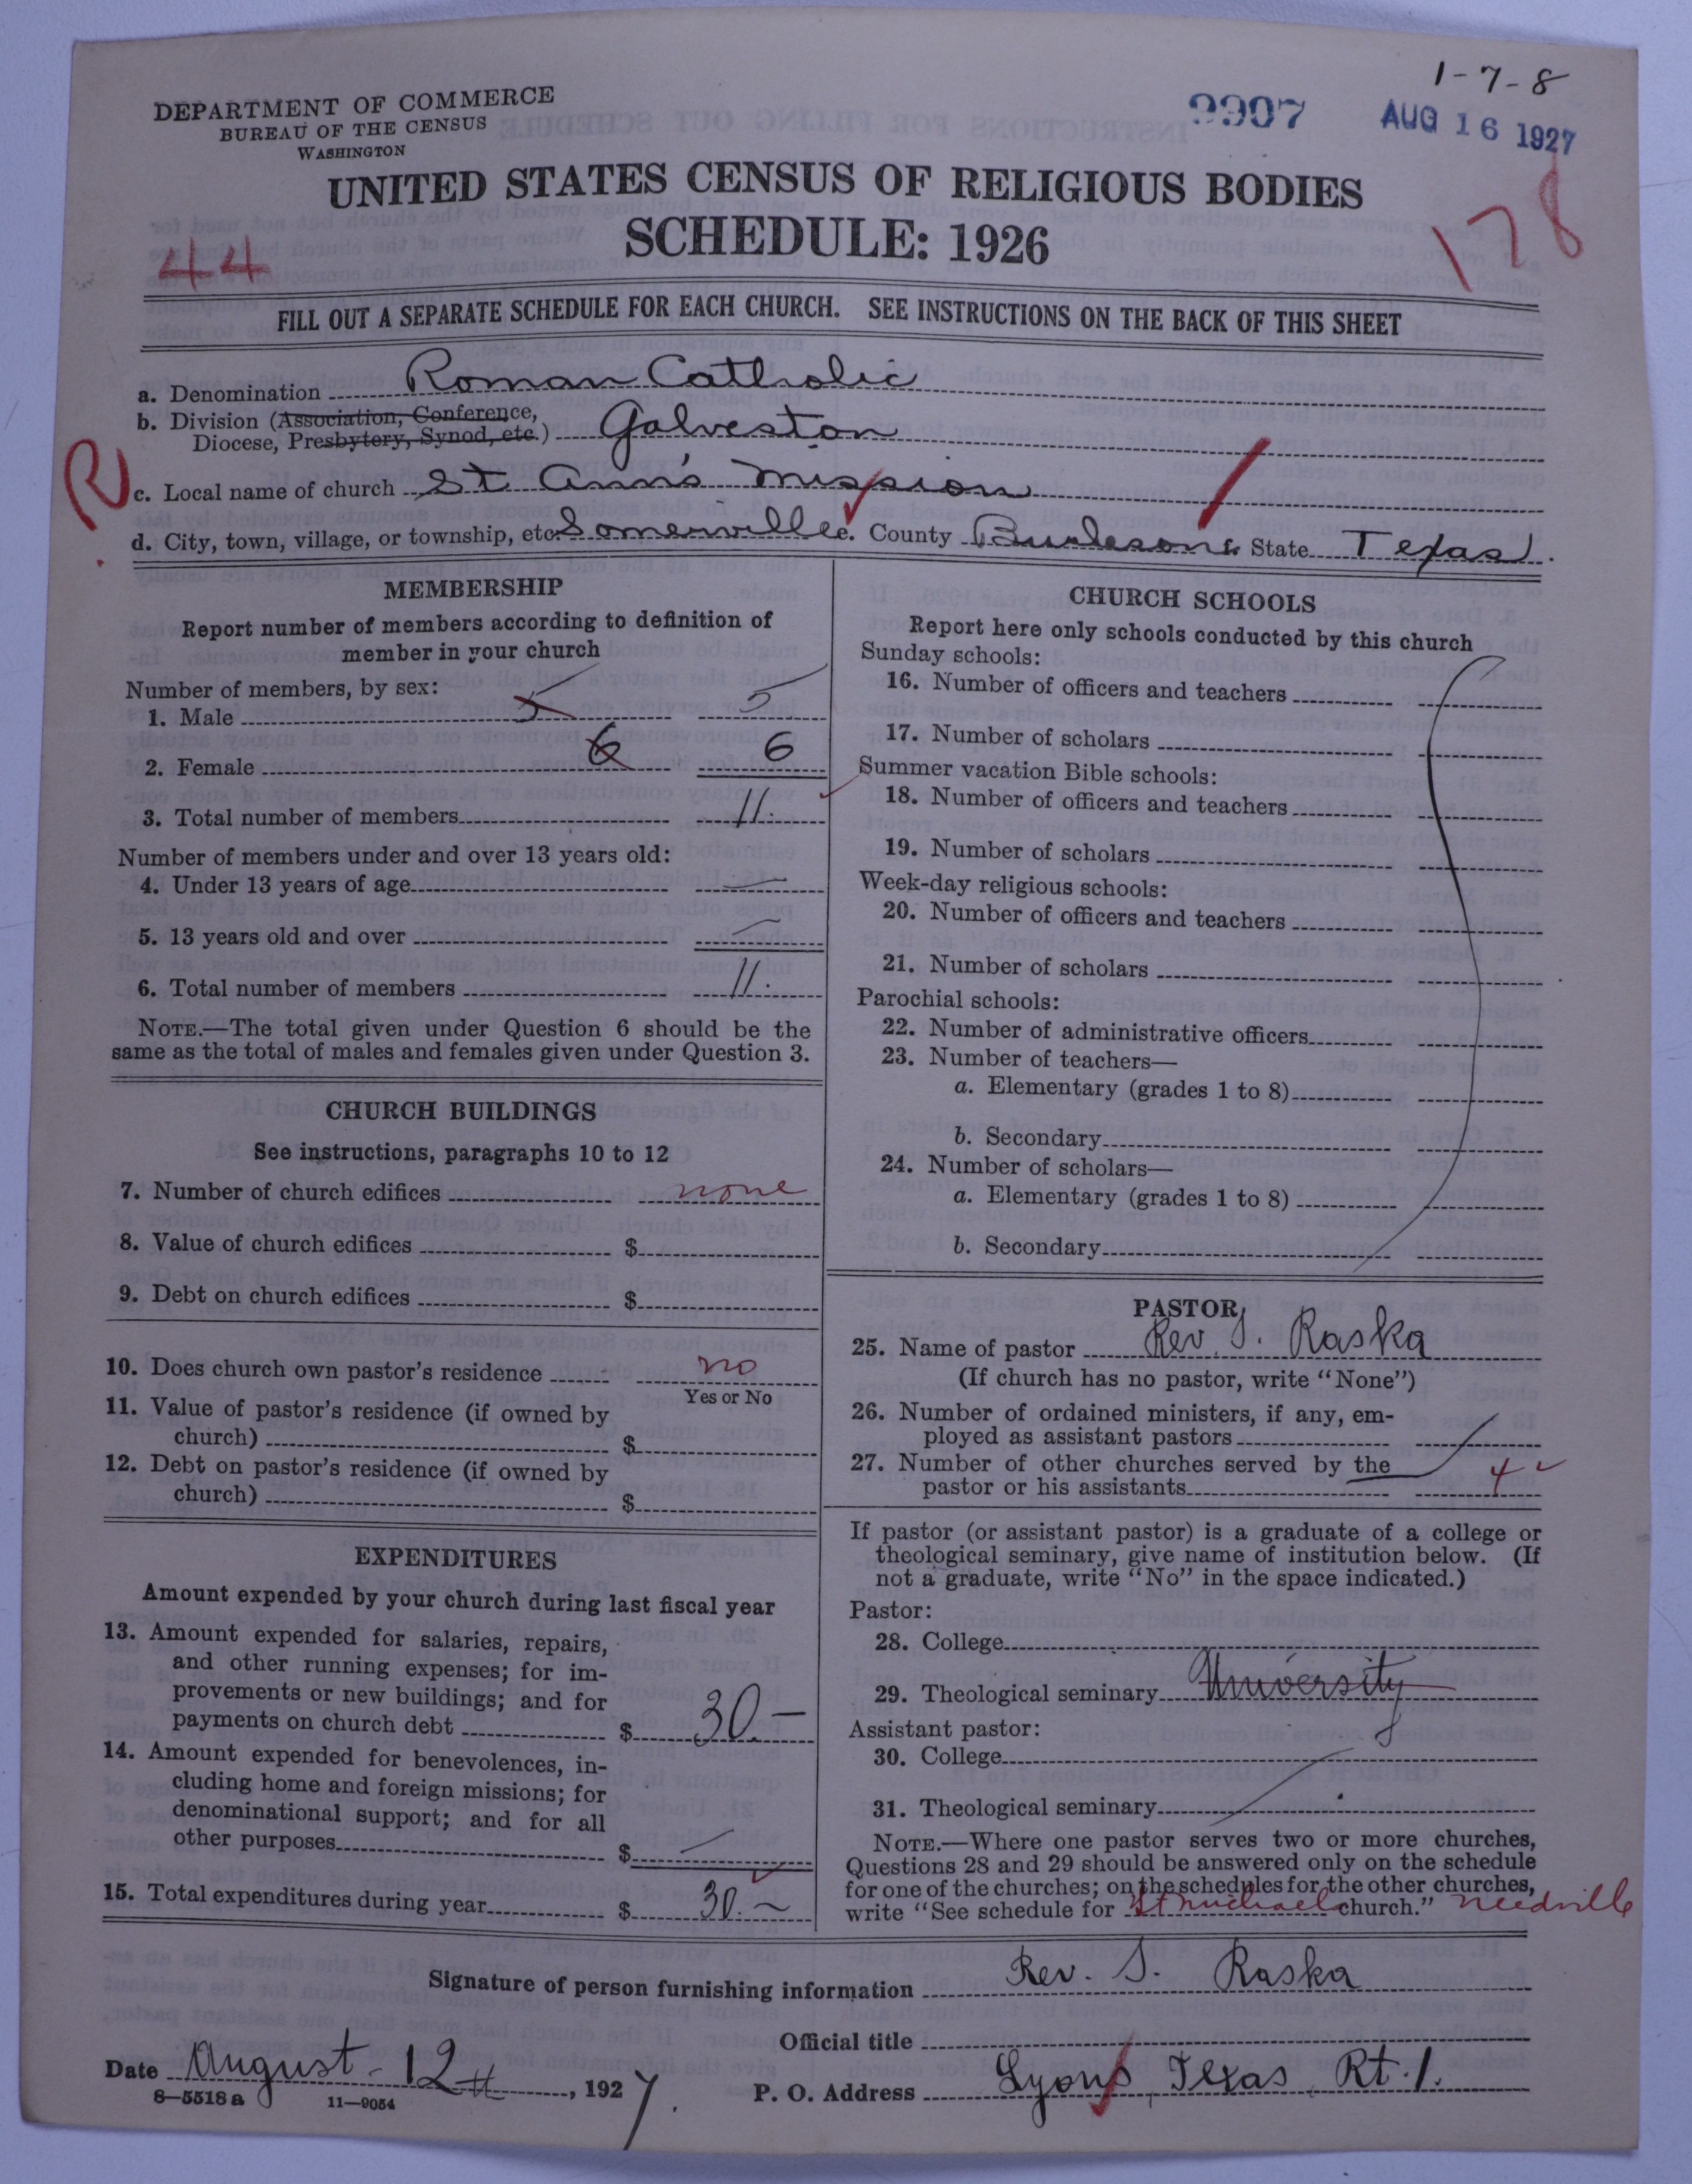 1-7-8
DEPARTMENT OF COMMERCE
BUREAU OF THE CENSUS
WASHINGTON
9907
AUG 16 1927
UNITED STATES CENSUS OF RELIGIOUS BODIES
SCHEDULE: 1926
44
178
FILL OUT A SEPARATE SCHEDULE FOR EACH CHURCH. SEE INSTRUCTIONS ON THE BACK OF THIS SHEET
a. Denomination Roman Catholic
b. Division (Association, Conference,
Diocese, Presbytery, Synod, etc.) Galveston
R
c. Local name of church St Ann's Mission
d. City, town, village, or township, etc. Somerville e. County Burleson f. State Texas.
MEMBERSHIP
Report number of members according to definition of
member in your church
Number of members, by sex:
1. Male 5 5
2. Female 6 6
3. Total number of members 11.
Number of members under and over 13 years old:
4. Under 13 years of age —
5. 13 years old and over —
6. Total number of members 11.
NOTE.—The total given under Question 6 should be the
same as the total of males and females given under Question 3.
CHURCH BUILDINGS
See instructions, paragraphs 10 to 12
7. Number of church edifices none
8. Value of church edifices $
9. Debt on church edifices $
10. Does church own pastor's residence no
Yes or No
11. Value of pastor's residence (if owned by
church) $
12. Debt on pastor's residence (if owned by
church) $
EXPENDITURES
Amount expended by your church during last fiscal year
13. Amount expended for salaries, repairs,
and other running expenses; for im-
provements or new buildings; and for
payments on church debt $ 30.—
14. Amount expended for benevolences, in-
cluding home and foreign missions; for
denominational support; and for all
other purposes $ —
15. Total expenditures during year $ 30.—
CHURCH SCHOOLS
Report here only schools conducted by this church
Sunday schools:
16. Number of officers and teachers
17. Number of scholars
Summer vacation Bible schools:
18. Number of officers and teachers
19. Number of scholars
Week-day religious schools:
20. Number of officers and teachers
21. Number of scholars
Parochial schools:
22. Number of administrative officers
23. Number of teachers—
a. Elementary (grades 1 to 8)
b. Secondary
24. Number of scholars—
a. Elementary (grades 1 to 8)
b. Secondary
PASTOR
25. Name of pastor Rev. S. Raska
(If church has no pastor, write "None")
26. Number of ordained ministers, if any, em-
ployed as assistant pastors
27. Number of other churches served by the
pastor or his assistants 4
If pastor (or assistant pastor) is a graduate of a college or
theological seminary, give name of institution below. (If
not a graduate, write "No" in the space indicated.)
Pastor:
28. College
29. Theological seminary University
Assistant pastor:
30. College
31. Theological seminary
NOTE.—Where one pastor serves two or more churches,
Questions 28 and 29 should be answered only on the schedule
for one of the churches; on the schedules for the other churches,
write "See schedule for St Michael church." Needville
Signature of person furnishing information Rev. S. Raska
Official title
Date August - 12th, 1927.
P. O. Address Lyons, Texas, Rt. 1.
8—5518 a 11—9054